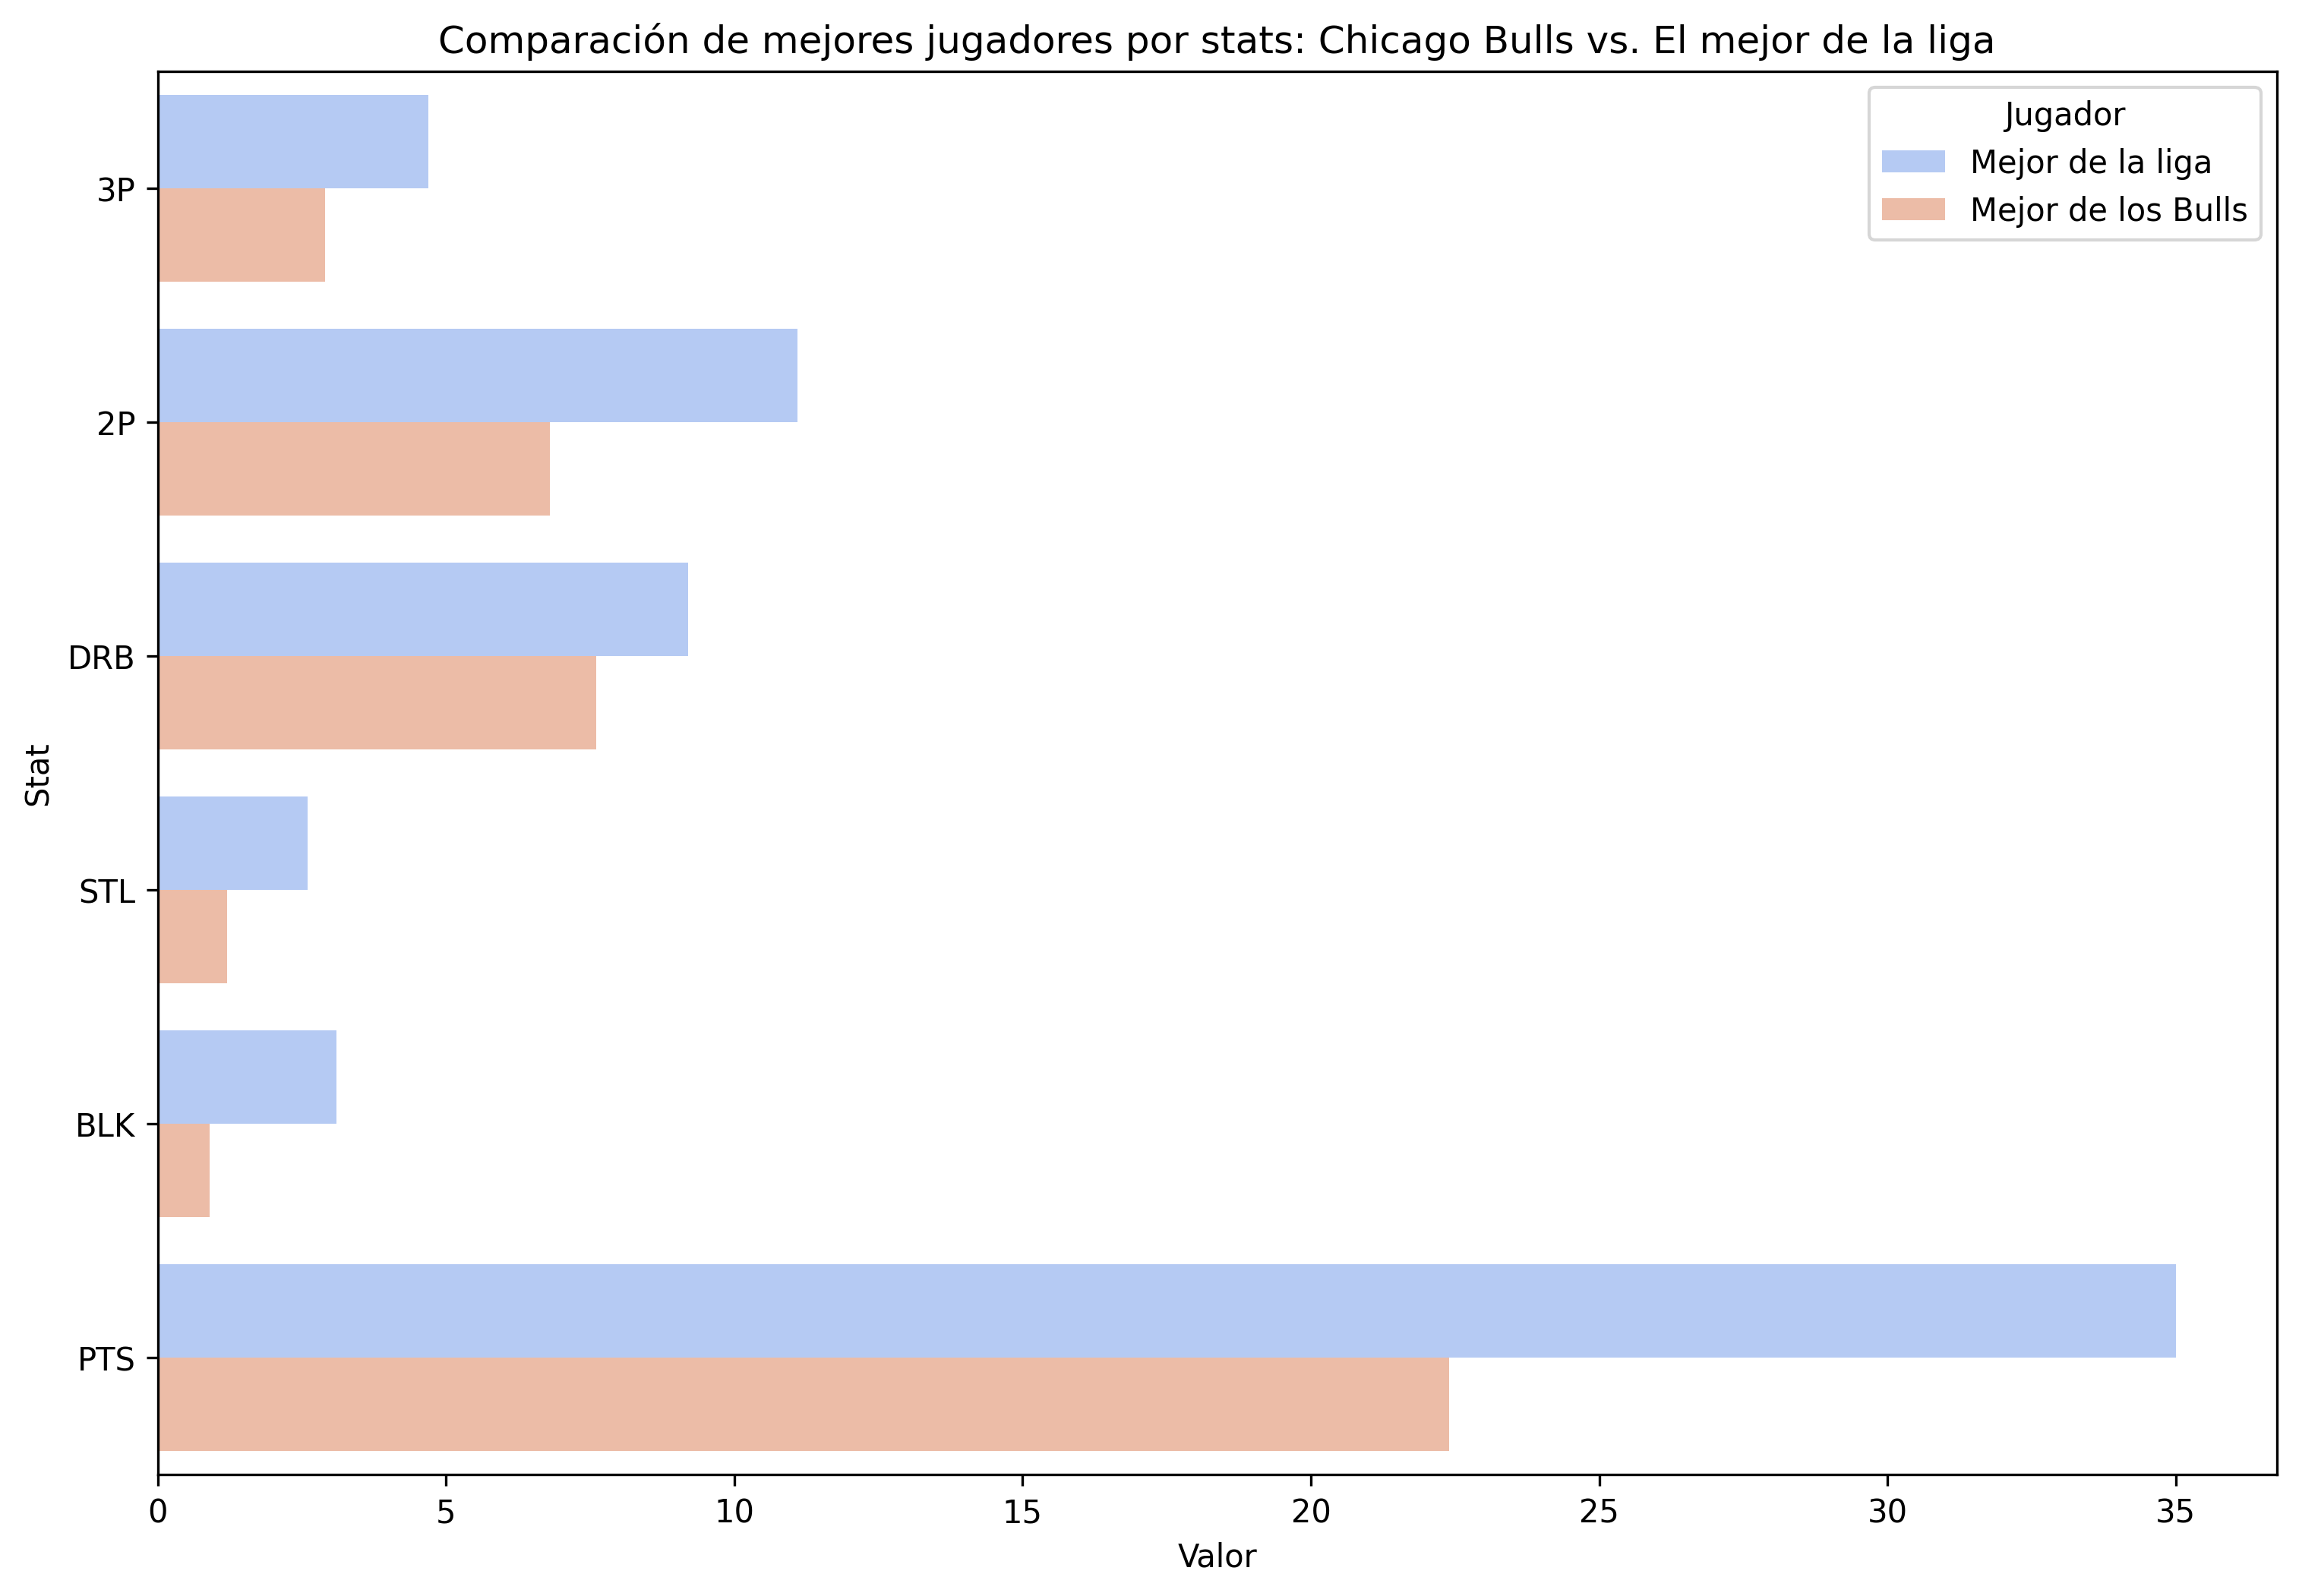 Comparación de mejores jugadores por stats: Chicago Bulls vs. El mejor de la liga
Jugador
Mejor de la liga
Mejor de los Bulls
3P
2P
DRB
STL
BLK
PTS
Stat
0 5 10 15 20 25 30 35
Valor